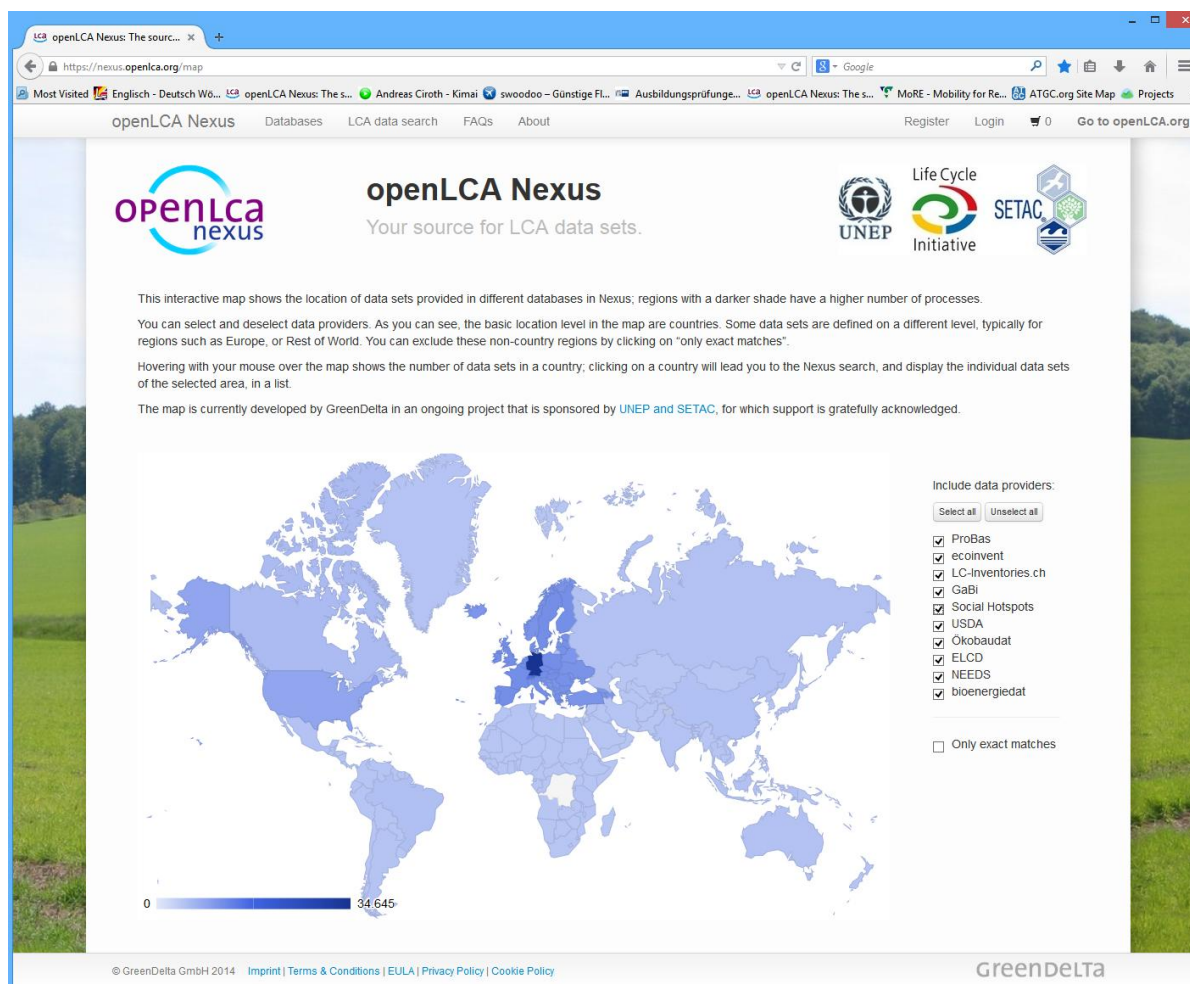 openLCA Nexus: The sourc...
https://nexus.openlca.org/map
Google
Most Visited Englisch - Deutsch Wö... openLCA Nexus: The s... Andreas Ciroth - Kimai swoodoo – Günstige Fl... Ausbildungsprüfunge... openLCA Nexus: The s... MoRE - Mobility for Re... ATGC.org Site Map Projects
openLCA Nexus Databases LCA data search FAQs About Register Login 0 Go to openLCA.org
openLca
nexus
openLCA Nexus
Your source for LCA data sets.
UNEP
Life Cycle
Initiative
SETAC
This interactive map shows the location of data sets provided in different databases in Nexus; regions with a darker shade have a higher number of processes.
You can select and deselect data providers. As you can see, the basic location level in the map are countries. Some data sets are defined on a different level, typically for
regions such as Europe, or Rest of World. You can exclude these non-country regions by clicking on "only exact matches".
Hovering with your mouse over the map shows the number of data sets in a country; clicking on a country will lead you to the Nexus search, and display the individual data sets
of the selected area, in a list.
The map is currently developed by GreenDelta in an ongoing project that is sponsored by UNEP and SETAC, for which support is gratefully acknowledged.
Include data providers:
Select all Unselect all
ProBas
ecoinvent
LC-Inventories.ch
GaBi
Social Hotspots
USDA
Ökobaudat
ELCD
NEEDS
bioenergiedat
Only exact matches
0 34.645
© GreenDelta GmbH 2014 Imprint | Terms & Conditions | EULA | Privacy Policy | Cookie Policy
GreenDelta